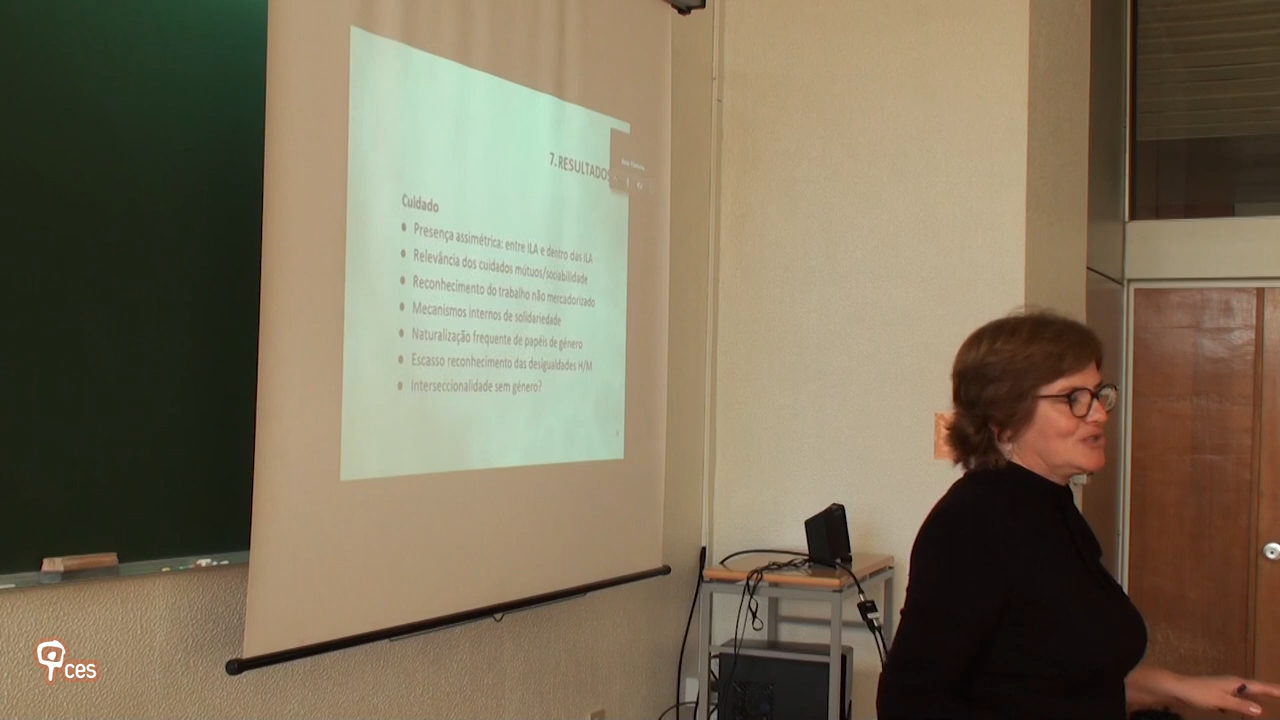 7. RESULTADOS
Cuidado
• Presença assimétrica: entre ILA e dentro das ILA
• Relevância dos cuidados mútuos/sociabilidade
• Reconhecimento do trabalho não mercadorizado
• Mecanismos internos de solidariedade
• Naturalização frequente de papéis de género
• Escasso reconhecimento das desigualdades H/M
• Interseccionalidade sem género?
ces